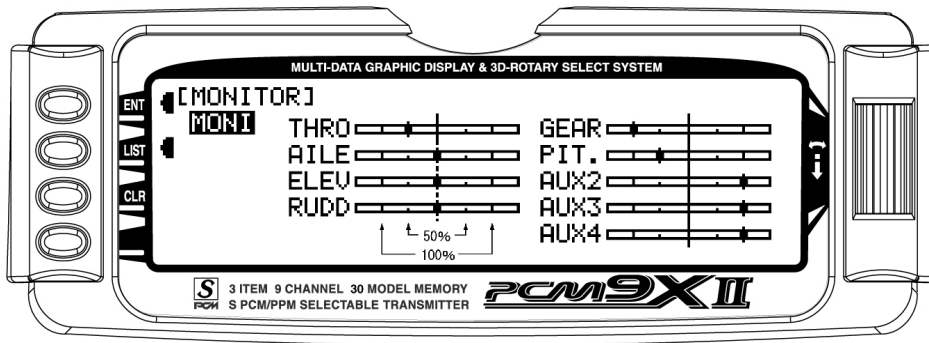 MULTI-DATA GRAPHIC DISPLAY & 3D-ROTARY SELECT SYSTEM
ENT
LIST
CLR
[MONITOR]
MONI
THRO
AILE
ELEV
RUDD
50%
100%
GEAR
PIT.
AUX2
AUX3
AUX4
S
PCM
3 ITEM 9 CHANNEL 30 MODEL MEMORY
S PCM/PPM SELECTABLE TRANSMITTER
PCM9XII